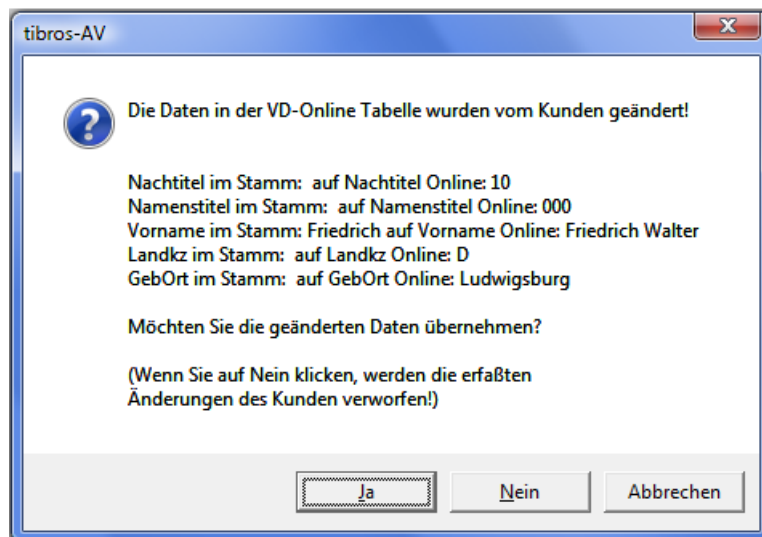 tibros-AV
Die Daten in der VD-Online Tabelle wurden vom Kunden geändert!
Nachtitel im Stamm:  auf Nachtitel Online: 10
Namenstitel im Stamm:  auf Namenstitel Online: 000
Vorname im Stamm: Friedrich auf Vorname Online: Friedrich Walter
Landkz im Stamm:  auf Landkz Online: D
GebOrt im Stamm:  auf GebOrt Online: Ludwigsburg
Möchten Sie die geänderten Daten übernehmen?
(Wenn Sie auf Nein klicken, werden die erfaßten
Änderungen des Kunden verworfen!)
Ja
Nein
Abbrechen